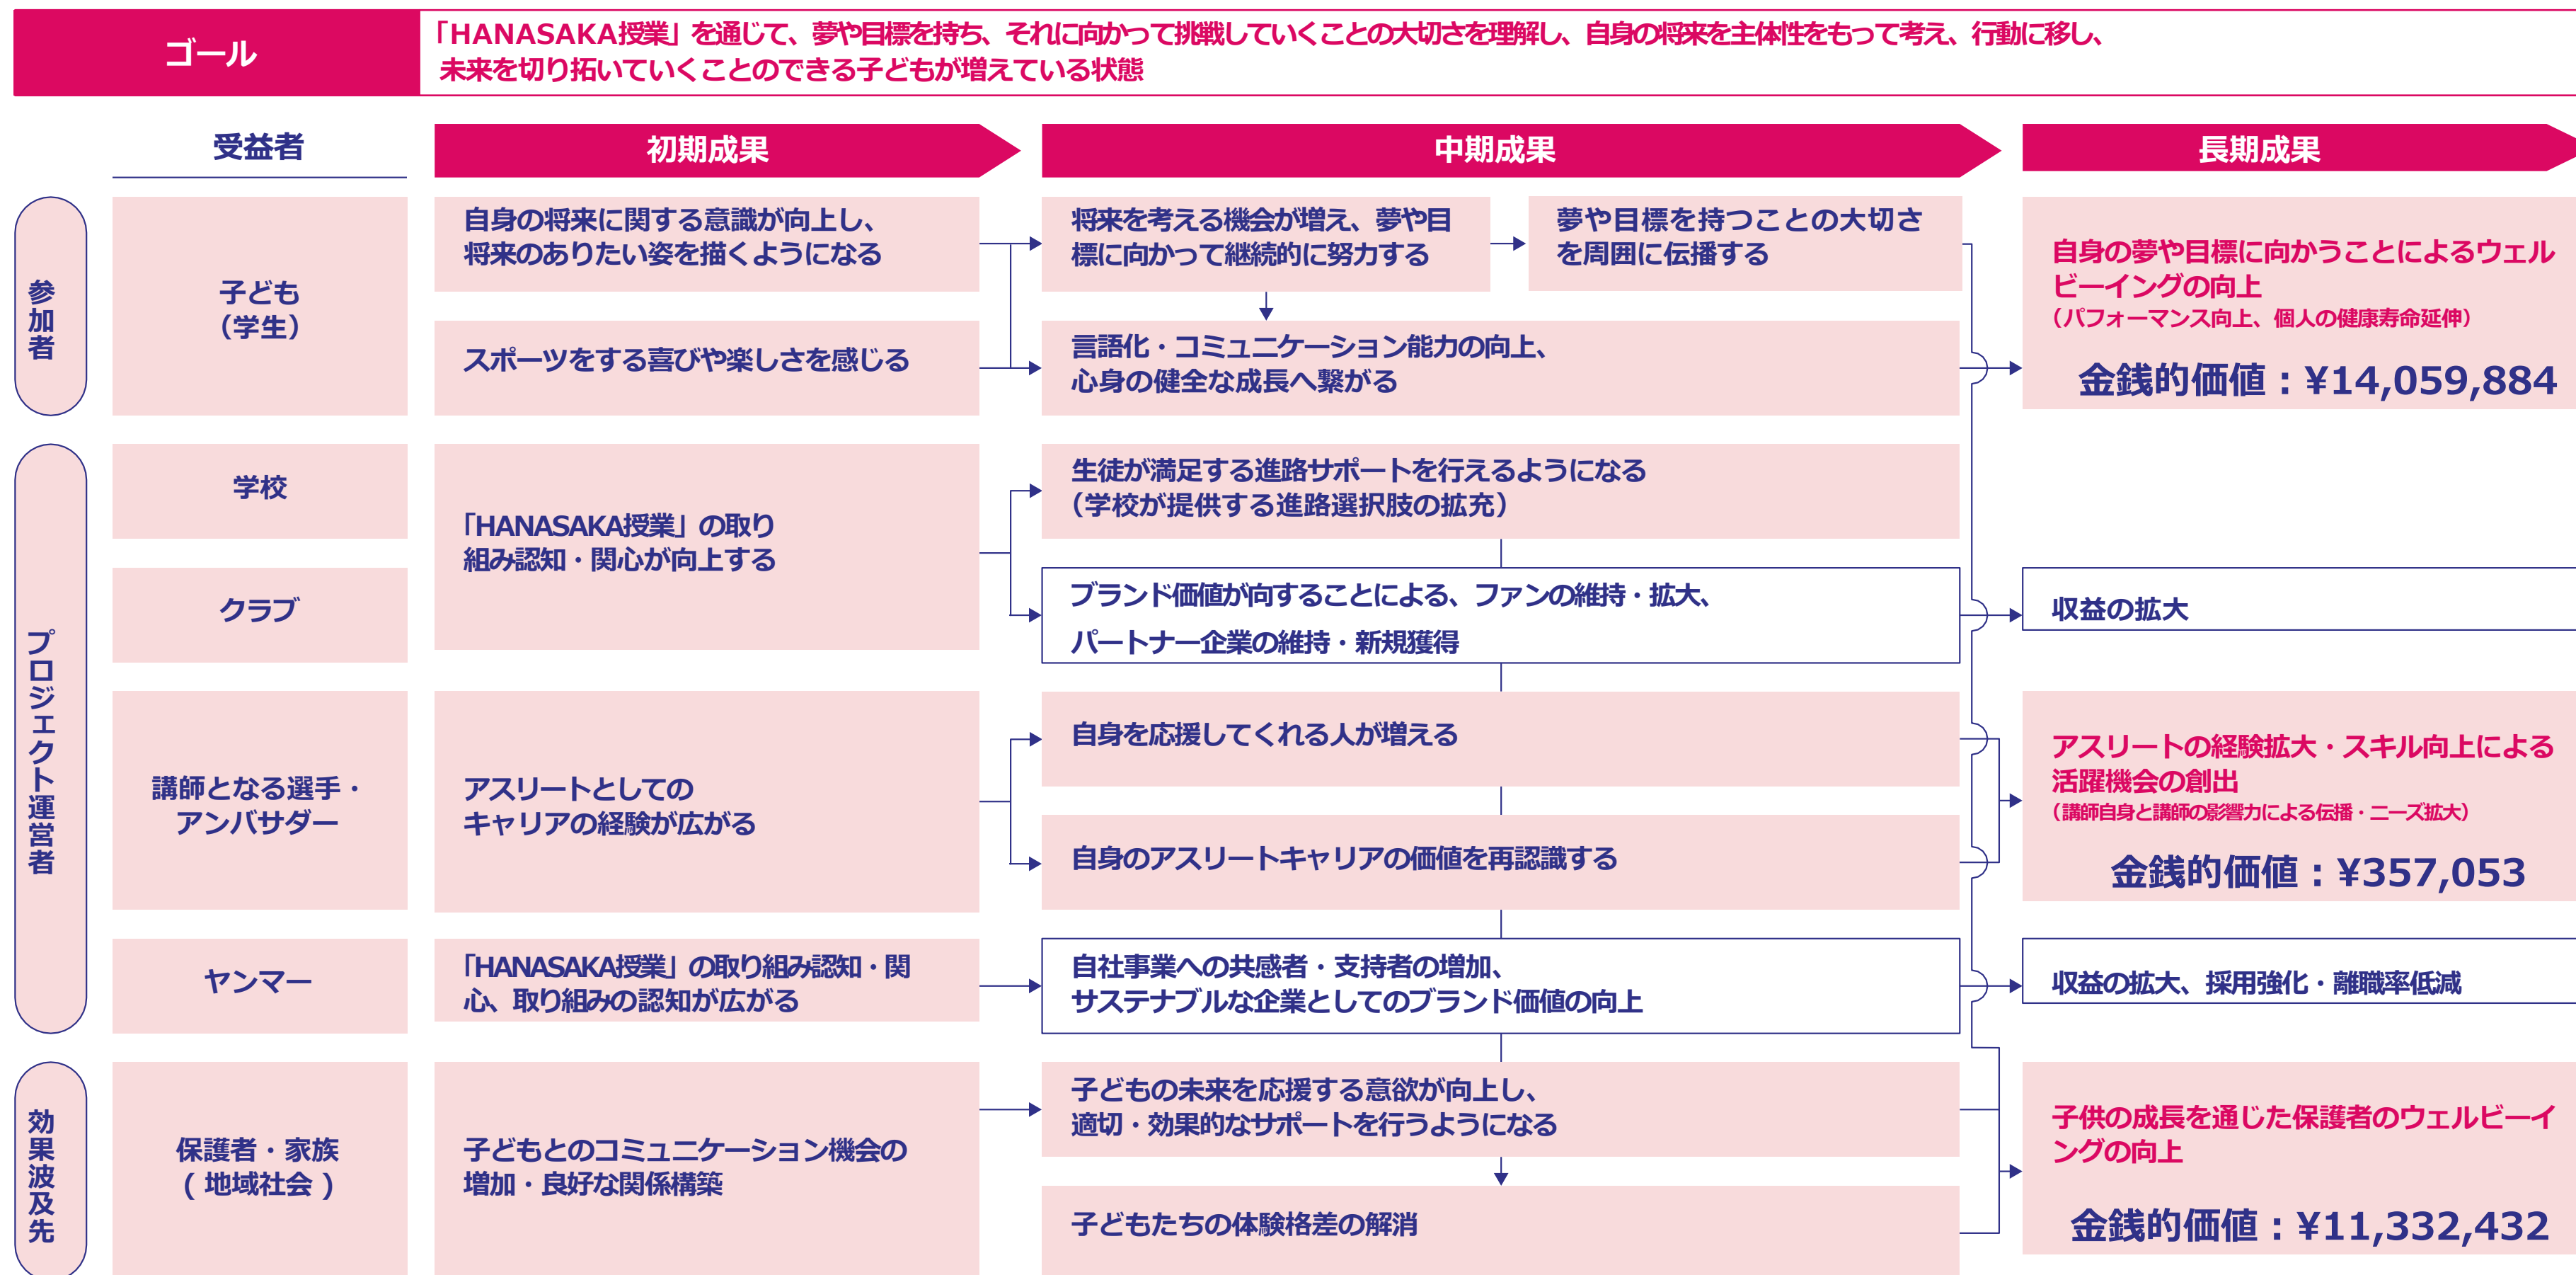 ゴール
「HANASAKA授業」を通じて、夢や目標を持ち、それに向かって挑戦していくことの大切さを理解し、自身の将来を主体性をもって考え、行動に移し、
未来を切り拓いていくことのできる子どもが増えている状態
受益者
初期成果
中期成果
長期成果
参加者
子ども
（学生）
自身の将来に関する意識が向上し、
将来のありたい姿を描くようになる
スポーツをする喜びや楽しさを感じる
将来を考える機会が増え、夢や目
標に向かって継続的に努力する
夢や目標を持つことの大切さ
を周囲に伝播する
言語化・コミュニケーション能力の向上、
心身の健全な成長へ繋がる
自身の夢や目標に向かうことによるウェル
ビーイングの向上
（パフォーマンス向上、個人の健康寿命延伸）
金銭的価値：¥14,059,884
プロジェクト運営者
学校
クラブ
「HANASAKA授業」の取り
組み認知・関心が向上する
生徒が満足する進路サポートを行えるようになる
（学校が提供する進路選択肢の拡充）
ブランド価値が向することによる、ファンの維持・拡大、
パートナー企業の維持・新規獲得
収益の拡大
講師となる選手・
アンバサダー
アスリートとしての
キャリアの経験が広がる
自身を応援してくれる人が増える
自身のアスリートキャリアの価値を再認識する
アスリートの経験拡大・スキル向上による
活躍機会の創出
（講師自身と講師の影響力による伝播・ニーズ拡大）
金銭的価値：¥357,053
ヤンマー
「HANASAKA授業」の取り組み認知・関
心、取り組みの認知が広がる
自社事業への共感者・支持者の増加、
サステナブルな企業としてのブランド価値の向上
収益の拡大、採用強化・離職率低減
効果波及先
保護者・家族
( 地域社会 )
子どもとのコミュニケーション機会の
増加・良好な関係構築
子どもの未来を応援する意欲が向上し、
適切・効果的なサポートを行うようになる
子どもたちの体験格差の解消
子供の成長を通じた保護者のウェルビーイ
ングの向上
金銭的価値：¥11,332,432